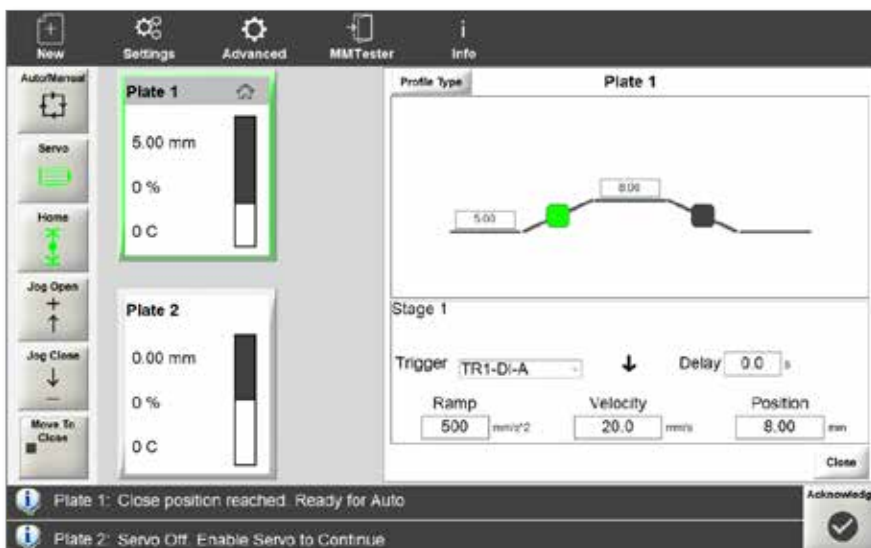 New Settings Advanced MMTester Info
Auto/Manual
Servo
Home
Jog Open
Jog Close
Move To
Close
Plate 1
5.00 mm
0 %
0 C
Plate 2
0.00 mm
0 %
0 C
Profile Type
Plate 1
5.00
8.00
Stage 1
Trigger TR1-DI-A Delay 0.0 s
Ramp Velocity Position
500 mm/s^2 20.0 mm/s 8.00 mm
Close
Plate 1: Close position reached. Ready for Auto
Plate 2: Servo Off. Enable Servo to Continue
Acknowledg